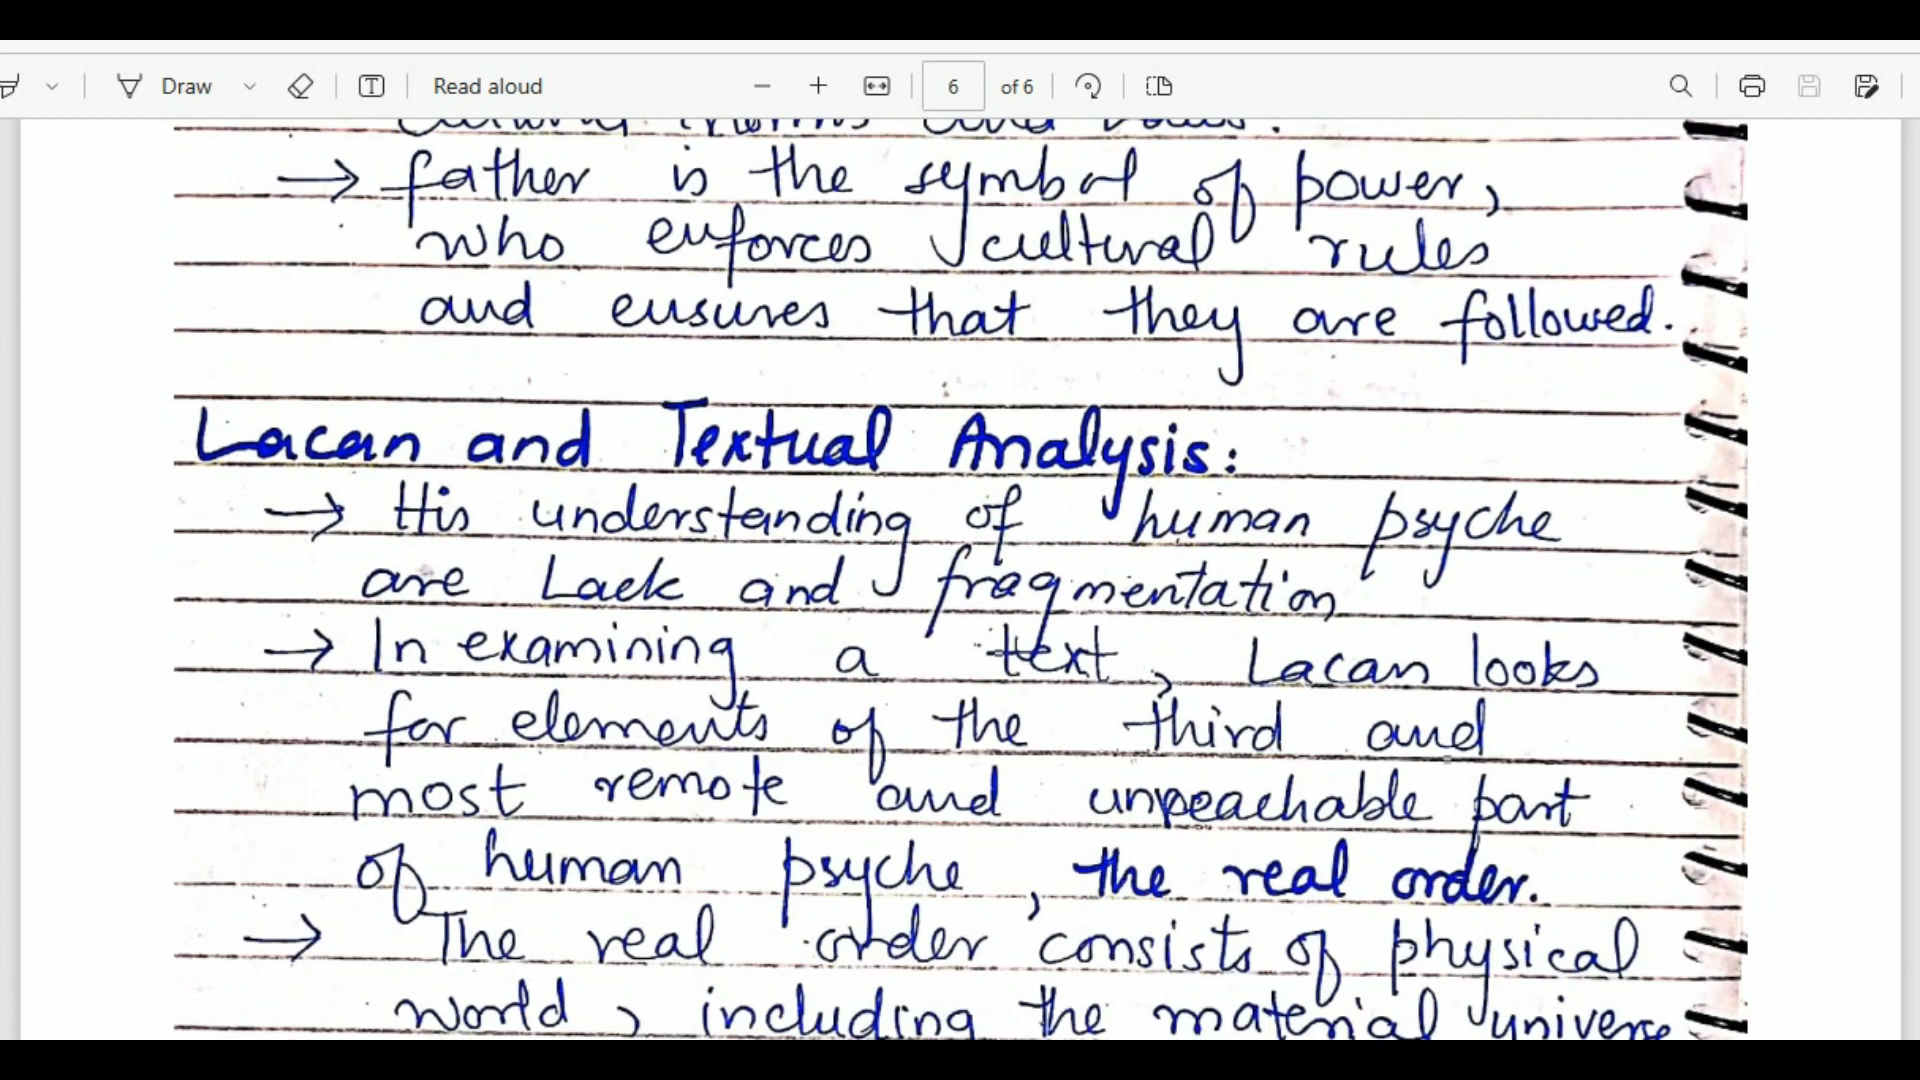 Draw
Read aloud
6 of 6
→ father is the symbol of power,
who enforces cultural rules
and ensures that they are followed.
Lacan and Textual Analysis:
→ His understanding of human psyche
are Lack and fragmentation
→ In examining a text, Lacan looks
for elements of the third and
most remote and unpeachable part
of human psyche, the real order.
→ The real order consists of physical
world, including the material universe